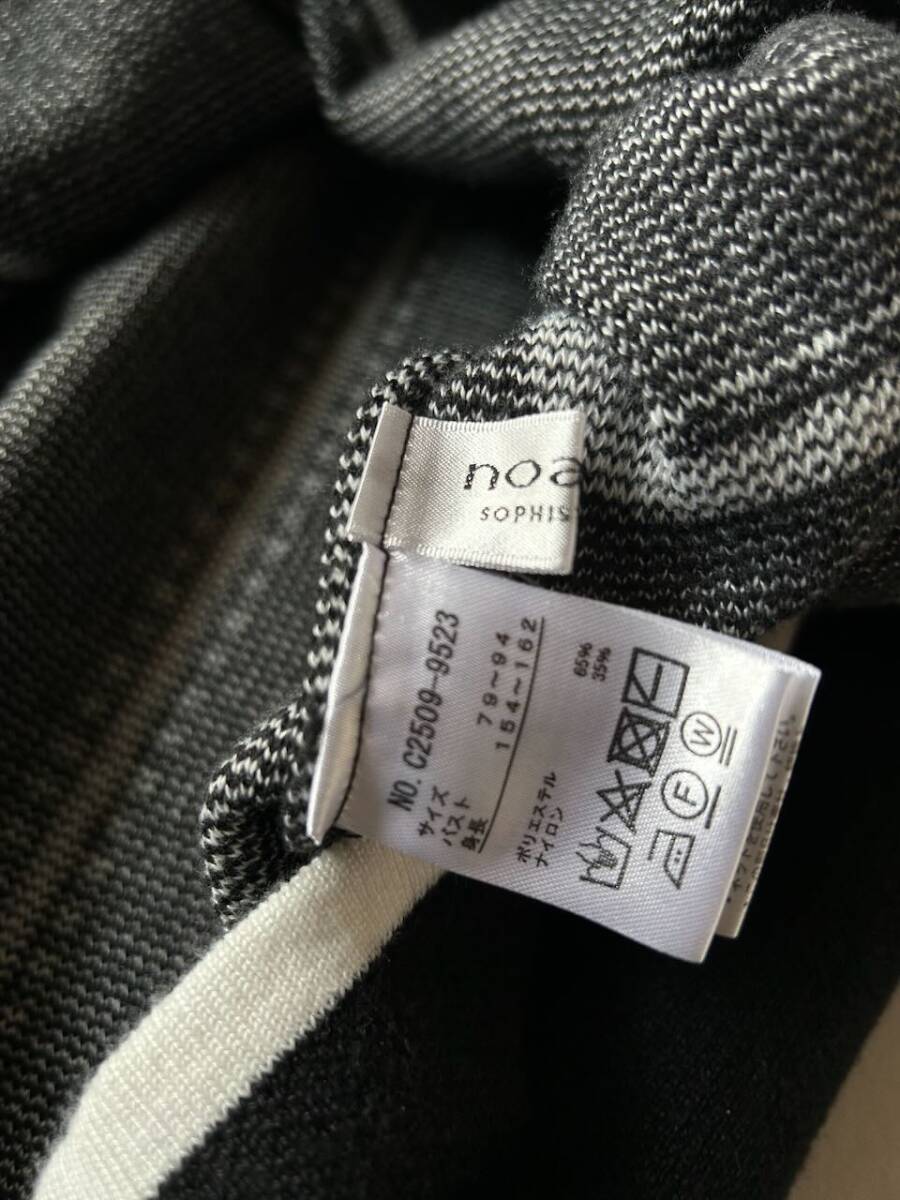 noa
SOPHIS
NO. C2509-9523
サイズ
バスト 79~94
身長 154~162
ポリエステル 65%
ナイロン 35%
F
W